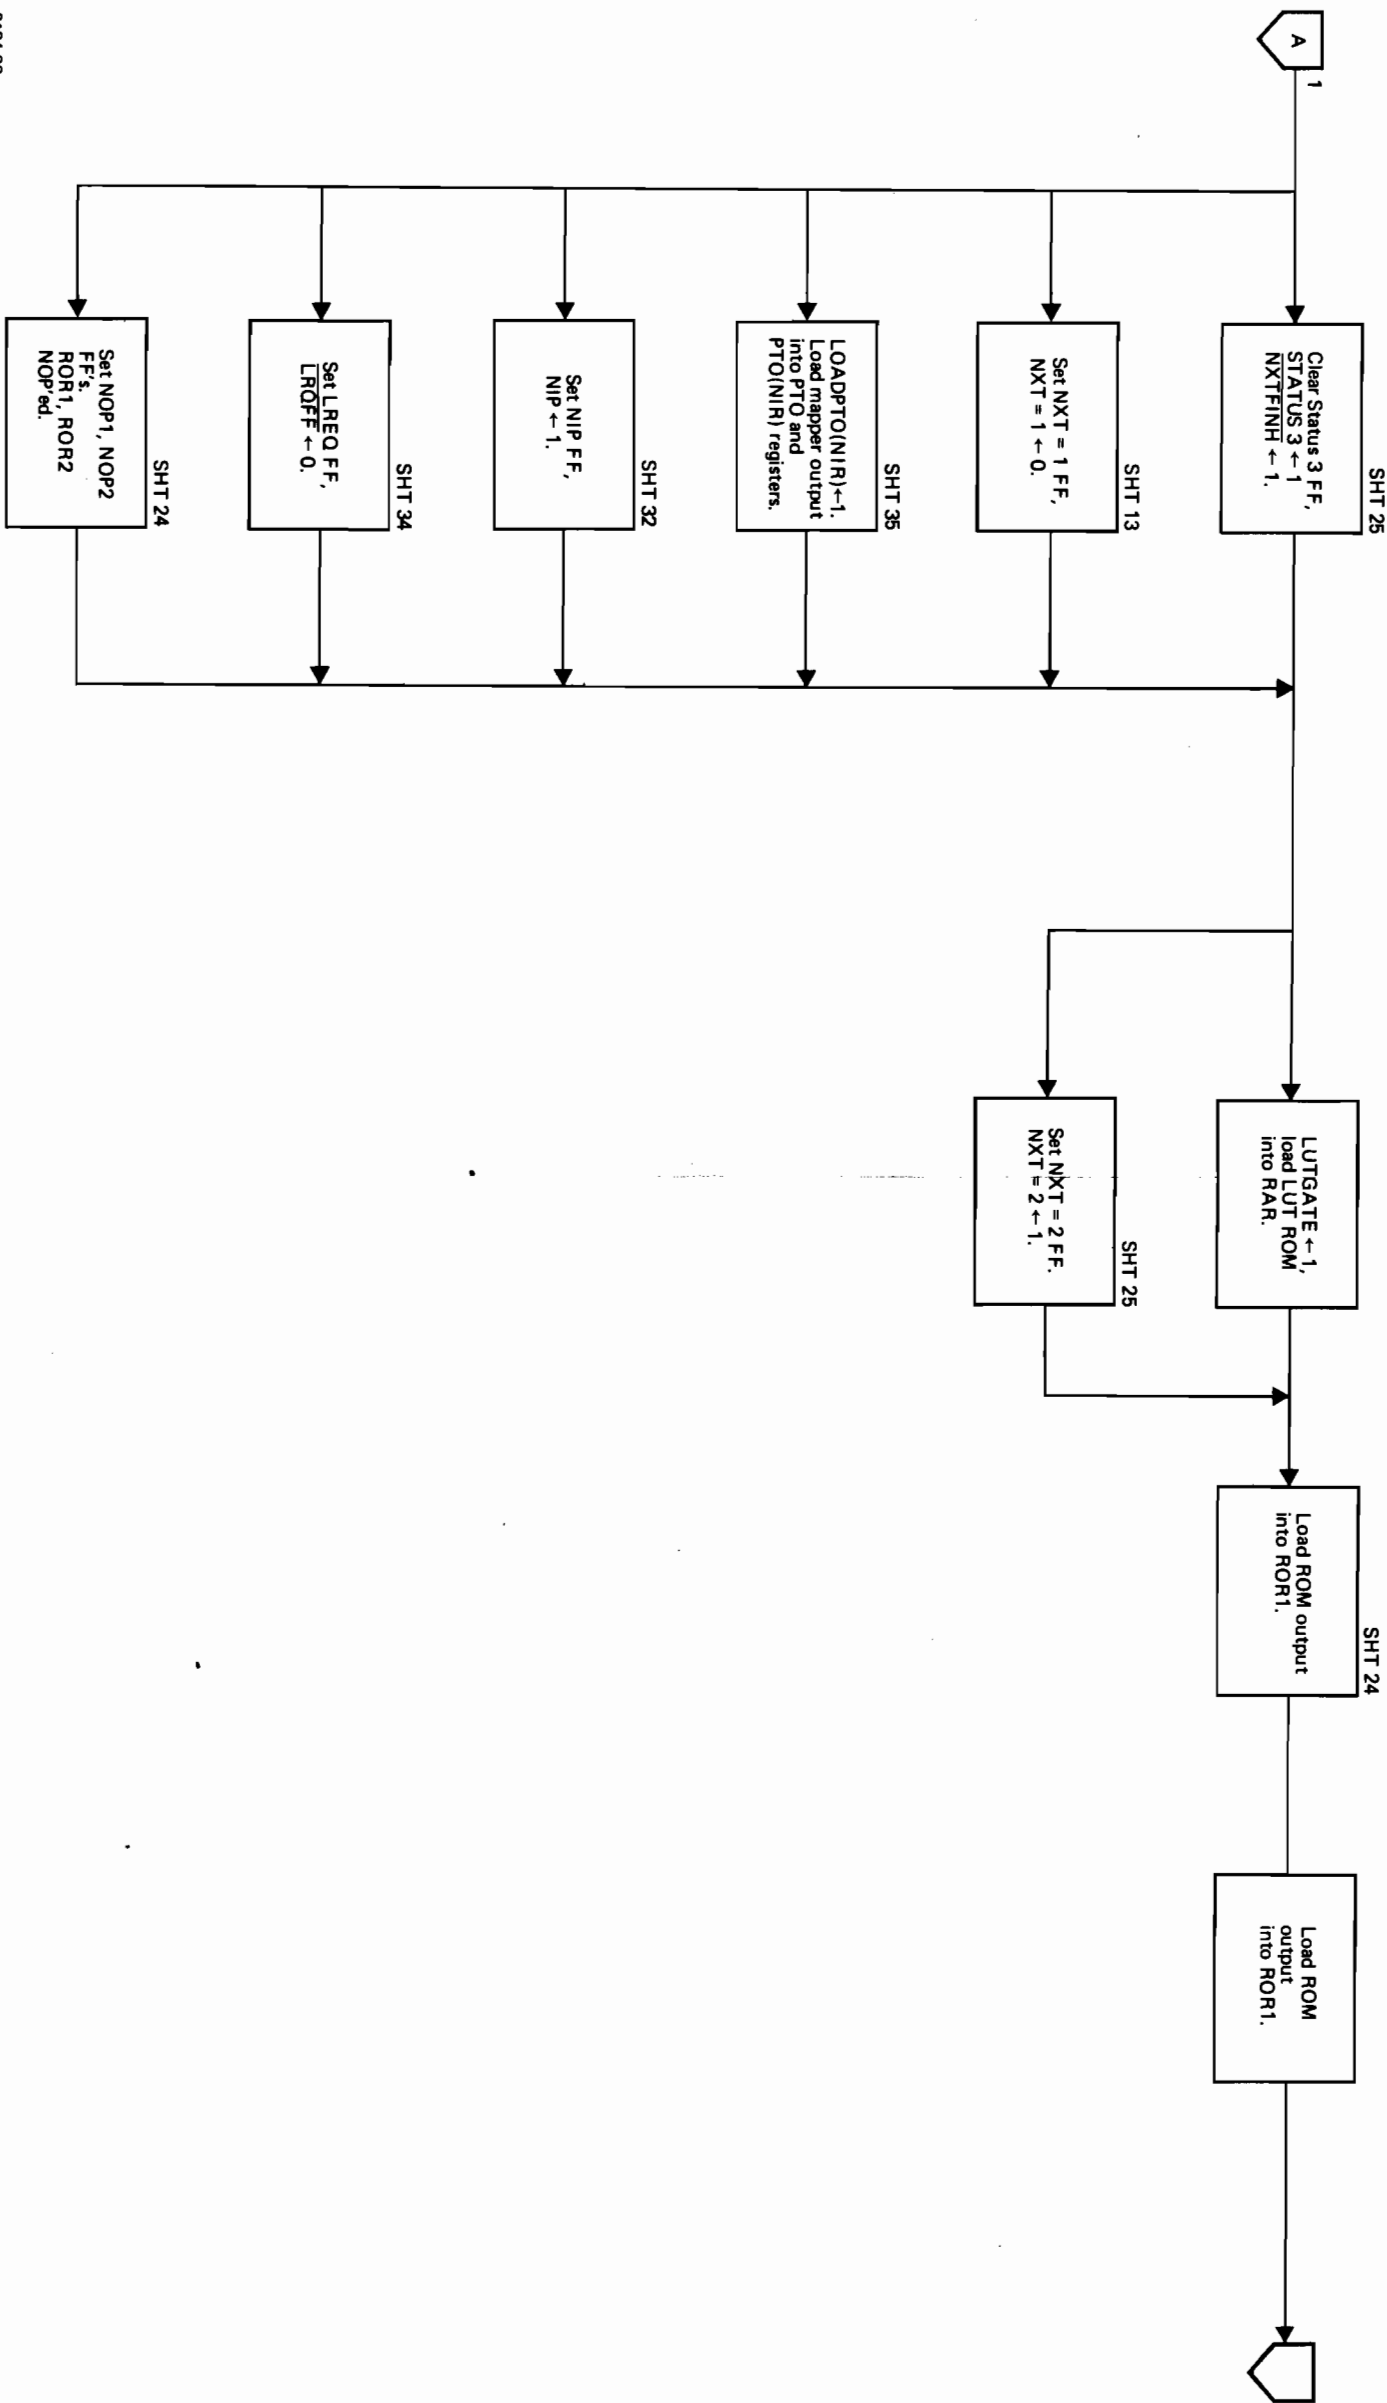 A
1
SHT 25
Clear Status 3 FF,
STATUS 3 ← 1
NXTFINH ← 1.
SHT 13
Set NXT = 1 FF,
NXT = 1 ← 0.
SHT 35
LOADPTO(NIR)←1.
Load mapper output
into PTO and
PTO(NIR) registers.
SHT 32
Set NIP FF,
NIP ← 1.
SHT 34
Set LREQ FF,
LRQFF ← 0.
SHT 24
Set NOP1, NOP2
FF's.
ROR1, ROR2
NOP'ed.
LUTGATE ← 1,
load LUT ROM
into RAR.
SHT 25
Set NXT = 2 FF.
NXT = 2 ← 1.
SHT 24
Load ROM output
into ROR1.
Load ROM
output
into ROR1.